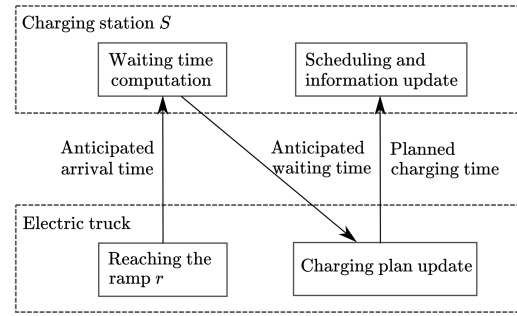 Charging station S
Waiting time
computation
Scheduling and
information update
Anticipated
arrival time
Anticipated
waiting time
Planned
charging time
Electric truck
Reaching the
ramp r
Charging plan update